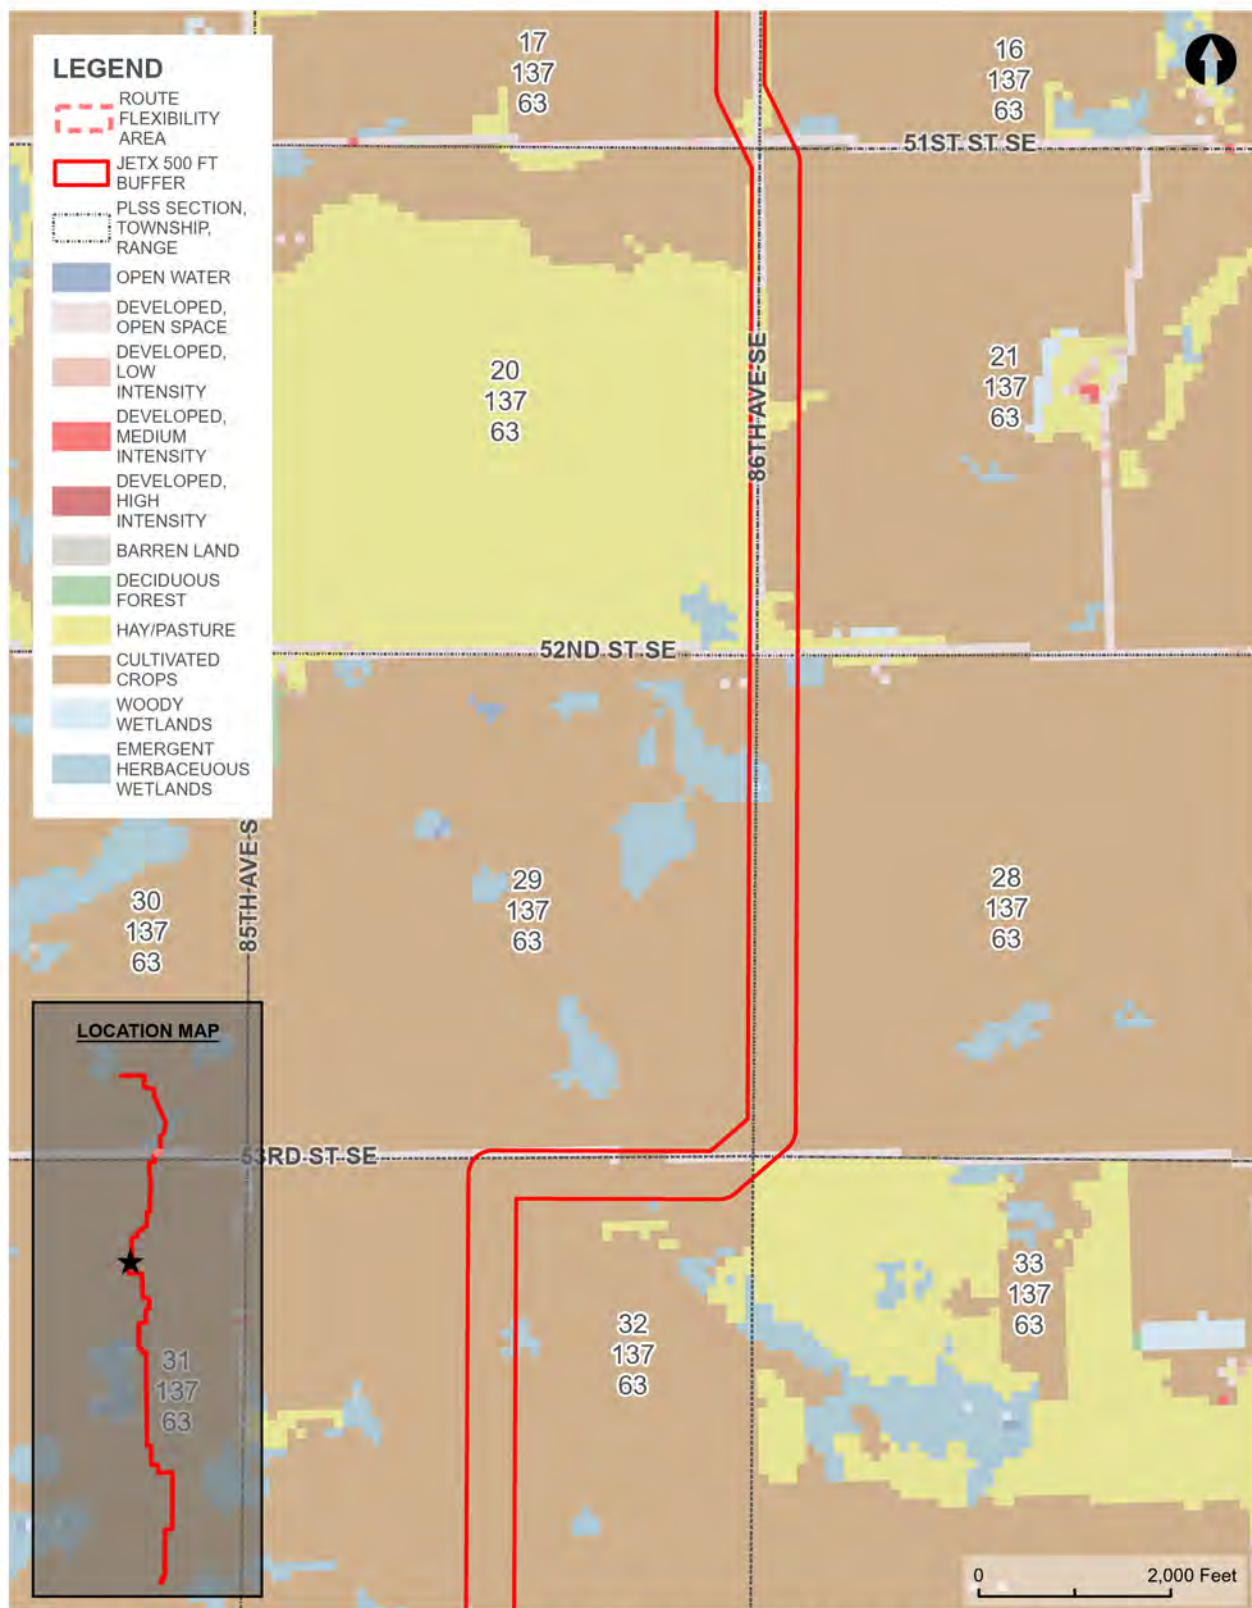 LEGEND
ROUTE
FLEXIBILITY
AREA
JETX 500 FT
BUFFER
PLSS SECTION,
TOWNSHIP,
RANGE
OPEN WATER
DEVELOPED,
OPEN SPACE
DEVELOPED,
LOW
INTENSITY
DEVELOPED,
MEDIUM
INTENSITY
DEVELOPED,
HIGH
INTENSITY
BARREN LAND
DECIDUOUS
FOREST
HAY/PASTURE
CULTIVATED
CROPS
WOODY
WETLANDS
EMERGENT
HERBACEUOUS
WETLANDS
17
137
63
16
137
63
51ST ST SE
20
137
63
86TH AVE SE
21
137
63
52ND ST SE
85TH AVE S
30
137
63
29
137
63
28
137
63
53RD ST SE
LOCATION MAP
31
137
63
32
137
63
33
137
63
0 2,000 Feet